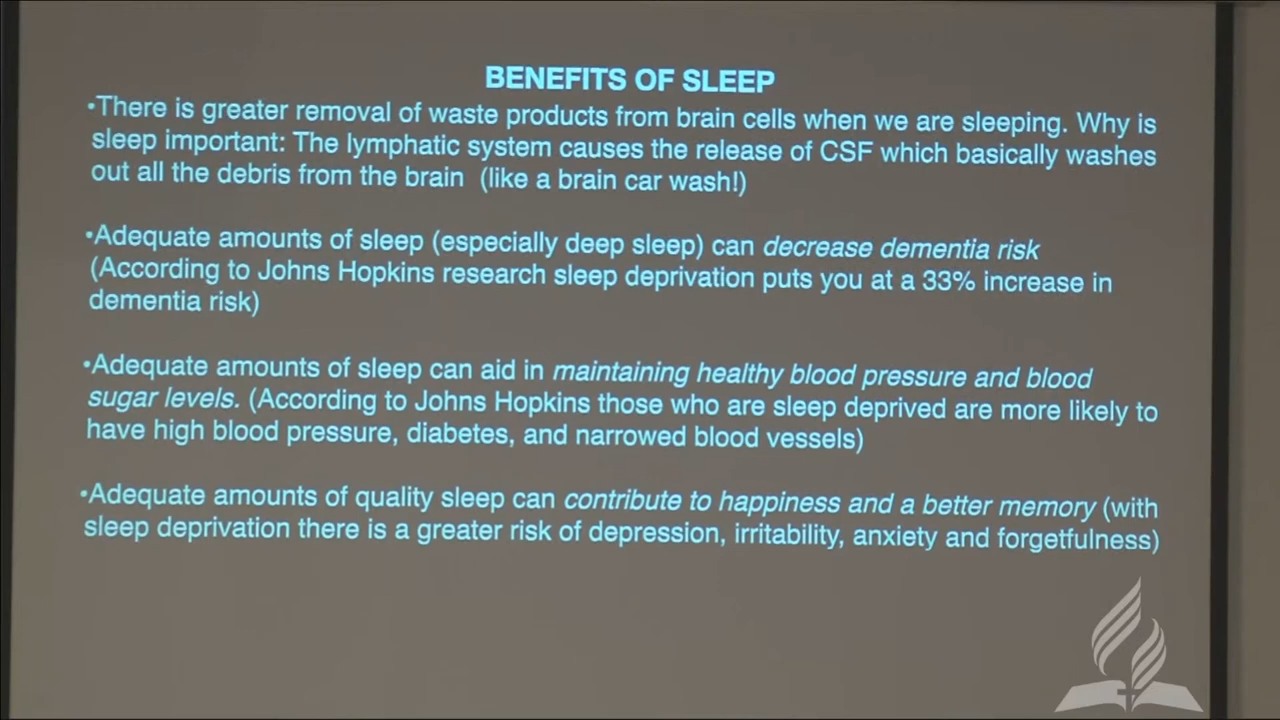 BENEFITS OF SLEEP
•There is greater removal of waste products from brain cells when we are sleeping. Why is
sleep important: The lymphatic system causes the release of CSF which basically washes
out all the debris from the brain (like a brain car wash!)
•Adequate amounts of sleep (especially deep sleep) can decrease dementia risk
(According to Johns Hopkins research sleep deprivation puts you at a 33% increase in
dementia risk)
•Adequate amounts of sleep can aid in maintaining healthy blood pressure and blood
sugar levels. (According to Johns Hopkins those who are sleep deprived are more likely to
have high blood pressure, diabetes, and narrowed blood vessels)
•Adequate amounts of quality sleep can contribute to happiness and a better memory (with
sleep deprivation there is a greater risk of depression, irritability, anxiety and forgetfulness)